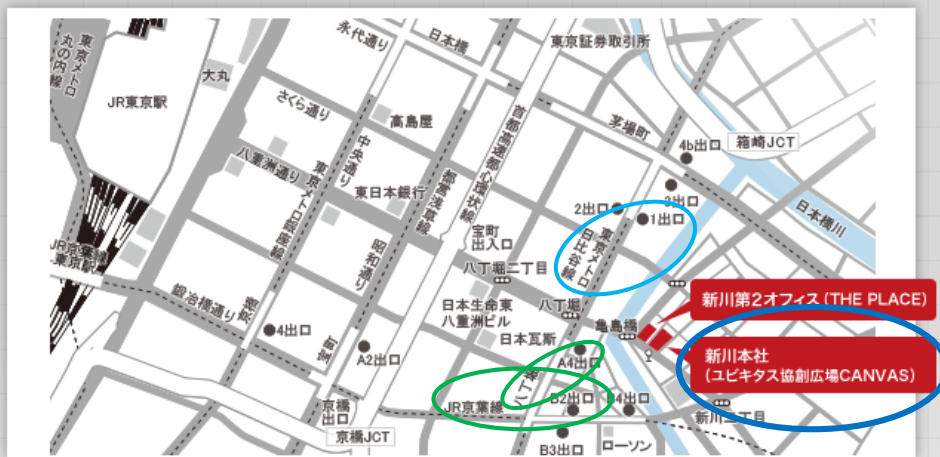 永代通り
日本橋
東京証券取引所
東京メトロ
丸の内線
大丸
JR東京駅
さくら通り
高島屋
首都高速都心環状線
茅場町
4b出口
箱崎JCT
八重洲通り
中央通り
東京メトロ銀座線
東日本銀行
都営浅草線
3出口
2出口
1出口
日本橋川
宝町
出入口
東京メトロ
日比谷線
JR京葉線
東京駅
昭和通り
八丁堀二丁目
鍛冶橋通り
京橋
日本生命東
八重洲ビル
八丁堀
亀島橋
新川第2オフィス(THE PLACE)
4出口
宝町
A2出口
日本瓦斯
A4出口
新川本社
(ユビキタス協創広場CANVAS)
八丁堀
JR京葉線
B2出口
B4出口
新川二丁目
京橋
出口
京橋JCT
B3出口
ローソン